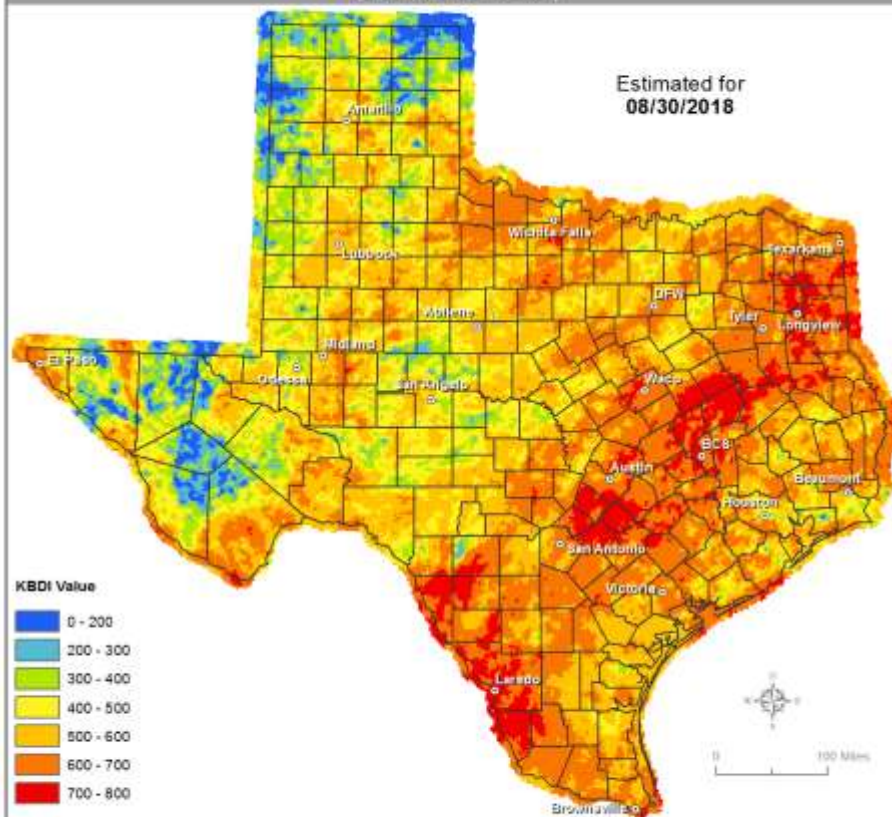 Estimated for
08/30/2018
Amarillo
Wichita Falls
Texarkana
Lubbock
DFW
Abilene
Tyler
Longview
Midland
El Paso
Odessa
San Angelo
Waco
BCS
Austin
Beaumont
Houston
San Antonio
Victoria
KBDI Value
0 - 200
200 - 300
300 - 400
400 - 500
500 - 600
600 - 700
700 - 800
Laredo
0 100 Miles
Brownsville